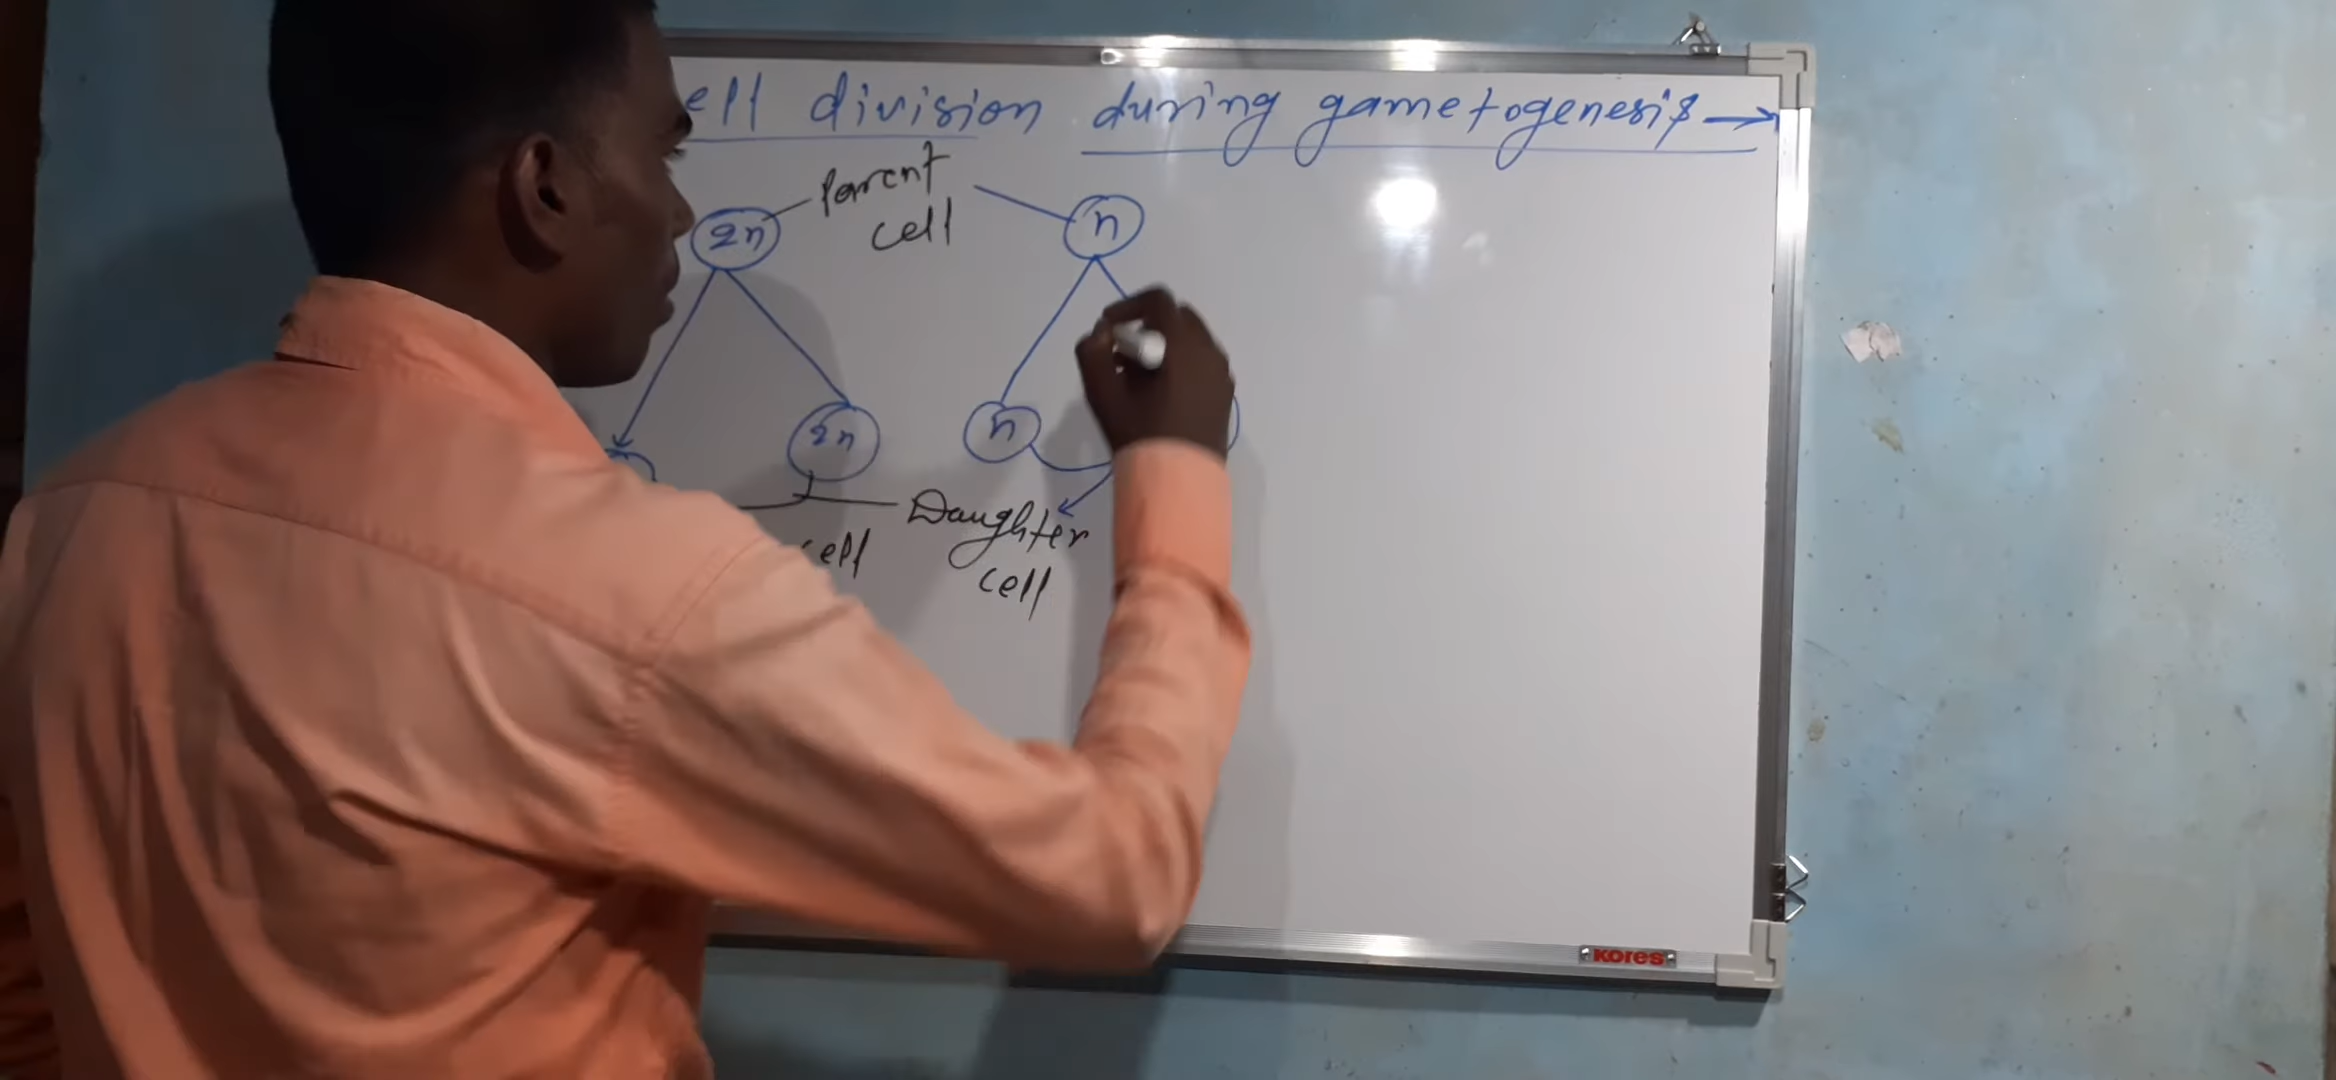 ell division during gametogenesis
Parent
cell
2n
n
2n
n
Daughter
cell
cell
KORES